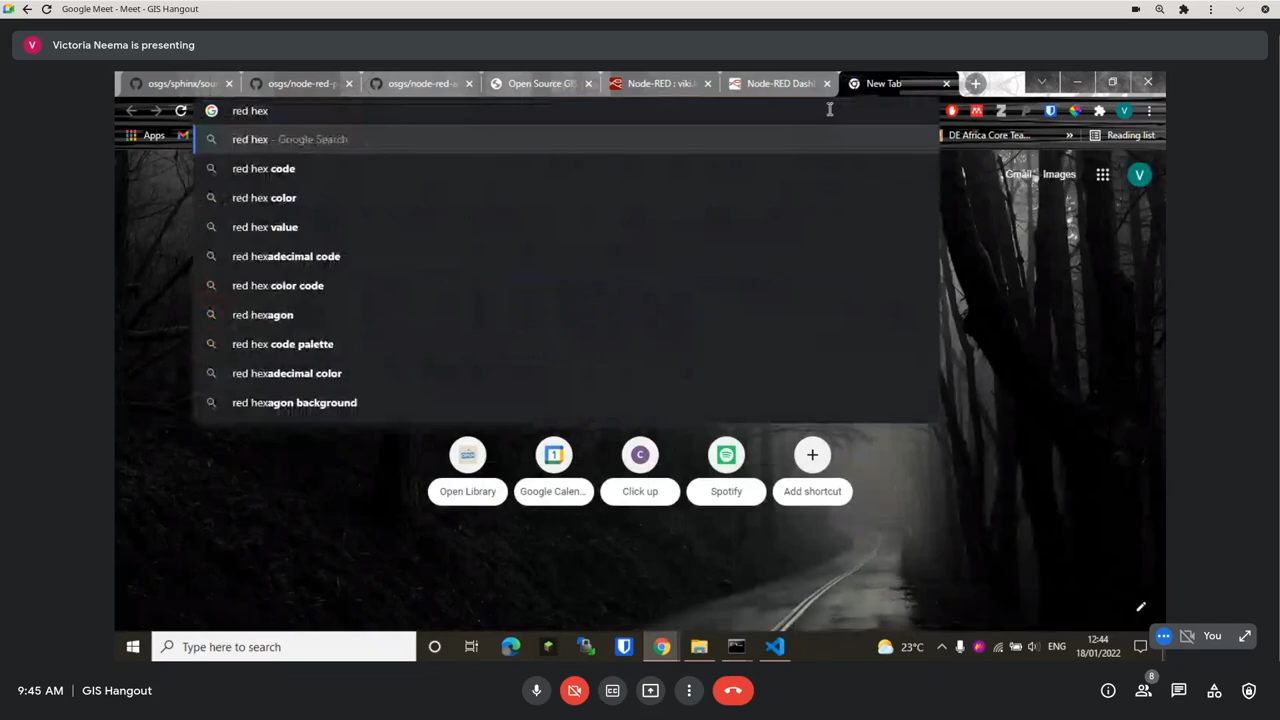 Google Meet - Meet - GIS Hangout
V Victoria Neema is presenting
osgs/sphinx/sou
osgs/node-red-p
osgs/node-red-a
Open Source GIS
Node-RED : viki.k
Node-RED Dash
New Tab
red hex
Apps
DE Africa Core Tea...
»
Reading list
V
red hex - Google Search
red hex code
red hex color
red hex value
red hexadecimal code
red hex color code
red hexagon
red hex code palette
red hexadecimal color
red hexagon background
Gmail Images V
1 C
Open Library
Google Calen...
Click up
Spotify
Add shortcut
Type here to search
23°C
ENG
12:44
18/01/2022
You
9:45 AM GIS Hangout
8